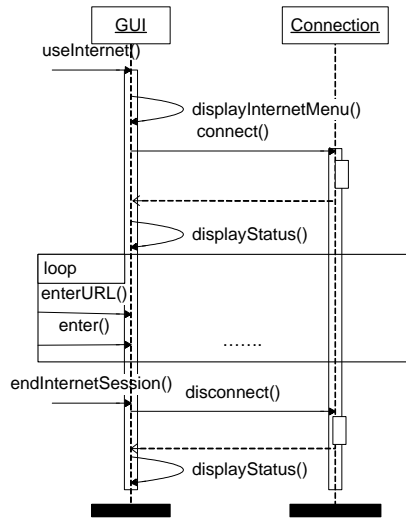 GUI
Connection
useInternet()
displayInternetMenu()
connect()
displayStatus()
loop
enterURL()
enter()
.......
endInternetSession()
disconnect()
displayStatus()